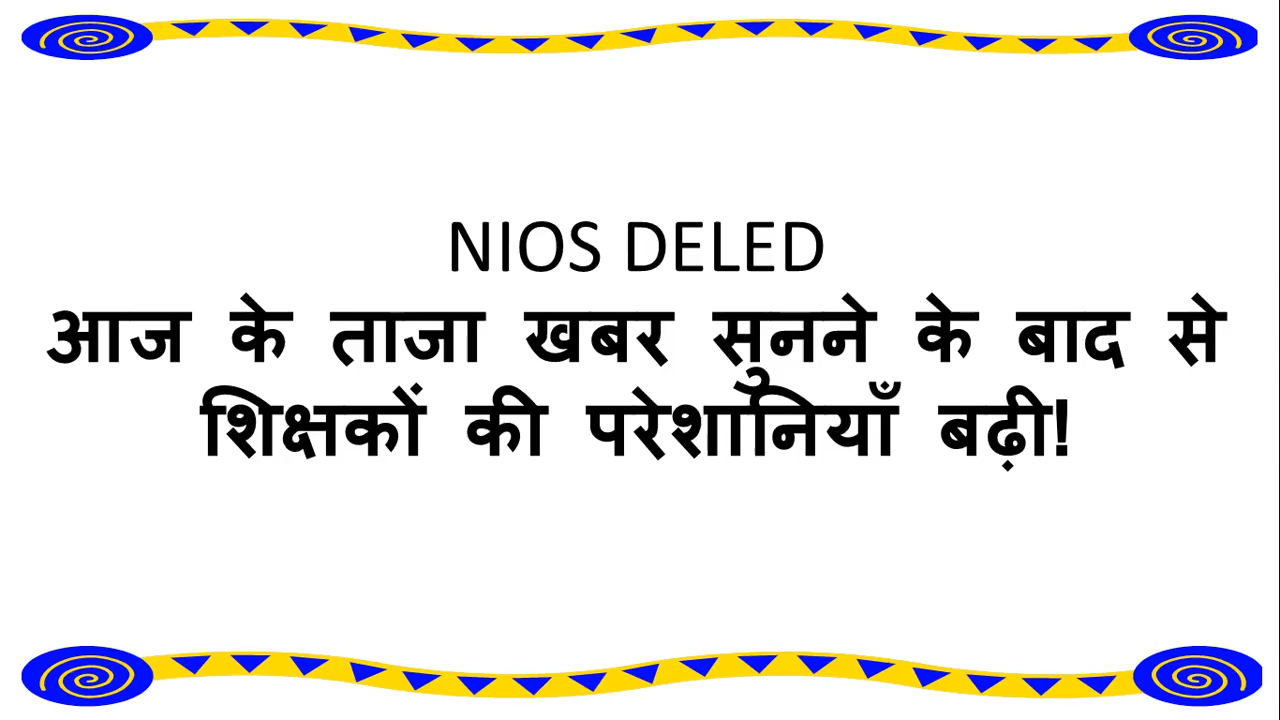 NIOS DELED
आज के ताजा खबर सुनने के बाद से
शिक्षकों की परेशानियाँ बढ़ी!